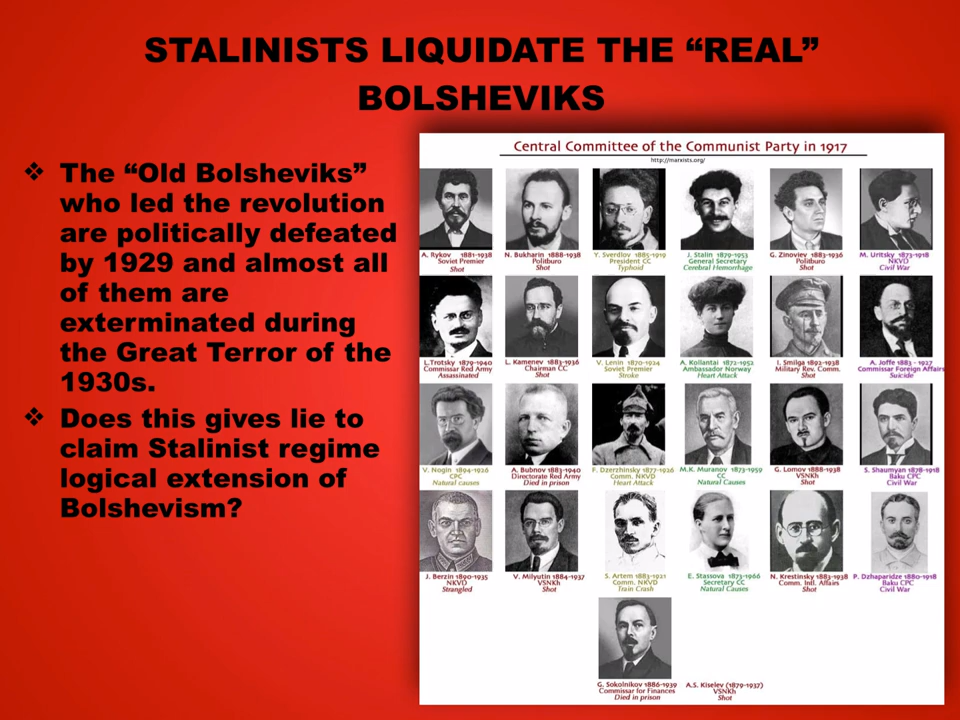 STALINISTS LIQUIDATE THE “REAL”
BOLSHEVIKS
❖ The “Old Bolsheviks”
who led the revolution
are politically defeated
by 1929 and almost all
of them are
exterminated during
the Great Terror of the
1930s.
❖ Does this gives lie to
claim Stalinist regime
logical extension of
Bolshevism?
Central Committee of the Communist Party in 1917
http://marxists.org/
A. Rykov 1881-1938
Soviet Premier
Shot
N. Bukharin 1888-1938
Politburo
Shot
Y. Sverdlov 1885-1919
President CC
Typhoid
J. Stalin 1879-1953
General Secretary
Cerebral Hemorrhage
G. Zinoviev 1883-1936
Politburo
Shot
M. Uritsky 1873-1918
NKVD
Civil War
L.Trotsky 1879-1940
Commissar Red Army
Assassinated
L. Kamenev 1883-1936
Chairman CC
Shot
V. Lenin 1870-1924
Soviet Premier
Stroke
A. Kollantai 1872-1952
Ambassador Norway
Heart Attack
I. Smilga 1892-1938
Military Rev. Comm.
Shot
A. Joffe 1883 - 1927
Commissar Foreign Affairs
Suicide
V. Nogin 1894-1926
CPC
Natural Causes
A. Bubnov 1883-1940
Directorate Red Army
Died in prison
F. Dzerzhinsky 1877-1926
Comm. NKVD
Heart Attack
M.K. Muranov 1873-1959
CC
Natural Causes
G. Lomov 1888-1938
VSNKh
Shot
S. Shaumyan 1878-1918
Baku CPC
Civil War
J. Berzin 1890-1935
NKVD
Strangled
V. Milyutin 1884-1937
VSNKh
Shot
S. Artem 1883-1921
Comm. NKVD
Train Crash
E. Stassova 1873-1966
Secretary CC
Natural Causes
N. Krestinsky 1883-1938
Comm. Intl. Affairs
Shot
P. Dzhaparidze 1880-1918
Baku CPC
Civil War
G. Sokolnikov 1886-1939
Commissar for Finances
Died in prison
A.S. Kiselev (1879-1937)
VSNKh
Shot